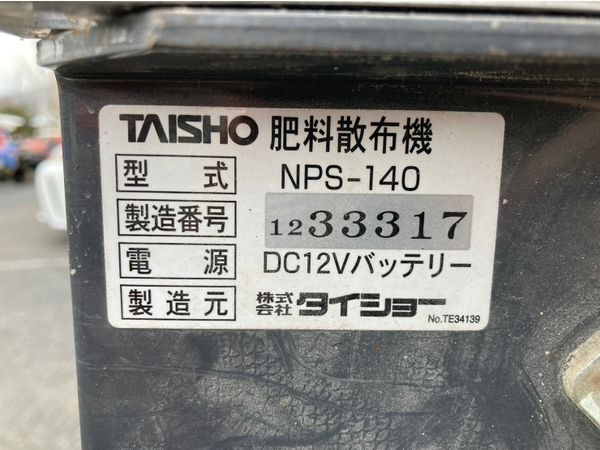 TAISHO 肥料散布機
型式 NPS-140
製造番号 1233317
電源 DC12Vバッテリー
製造元 株式会社 タイショー
No.TE34139